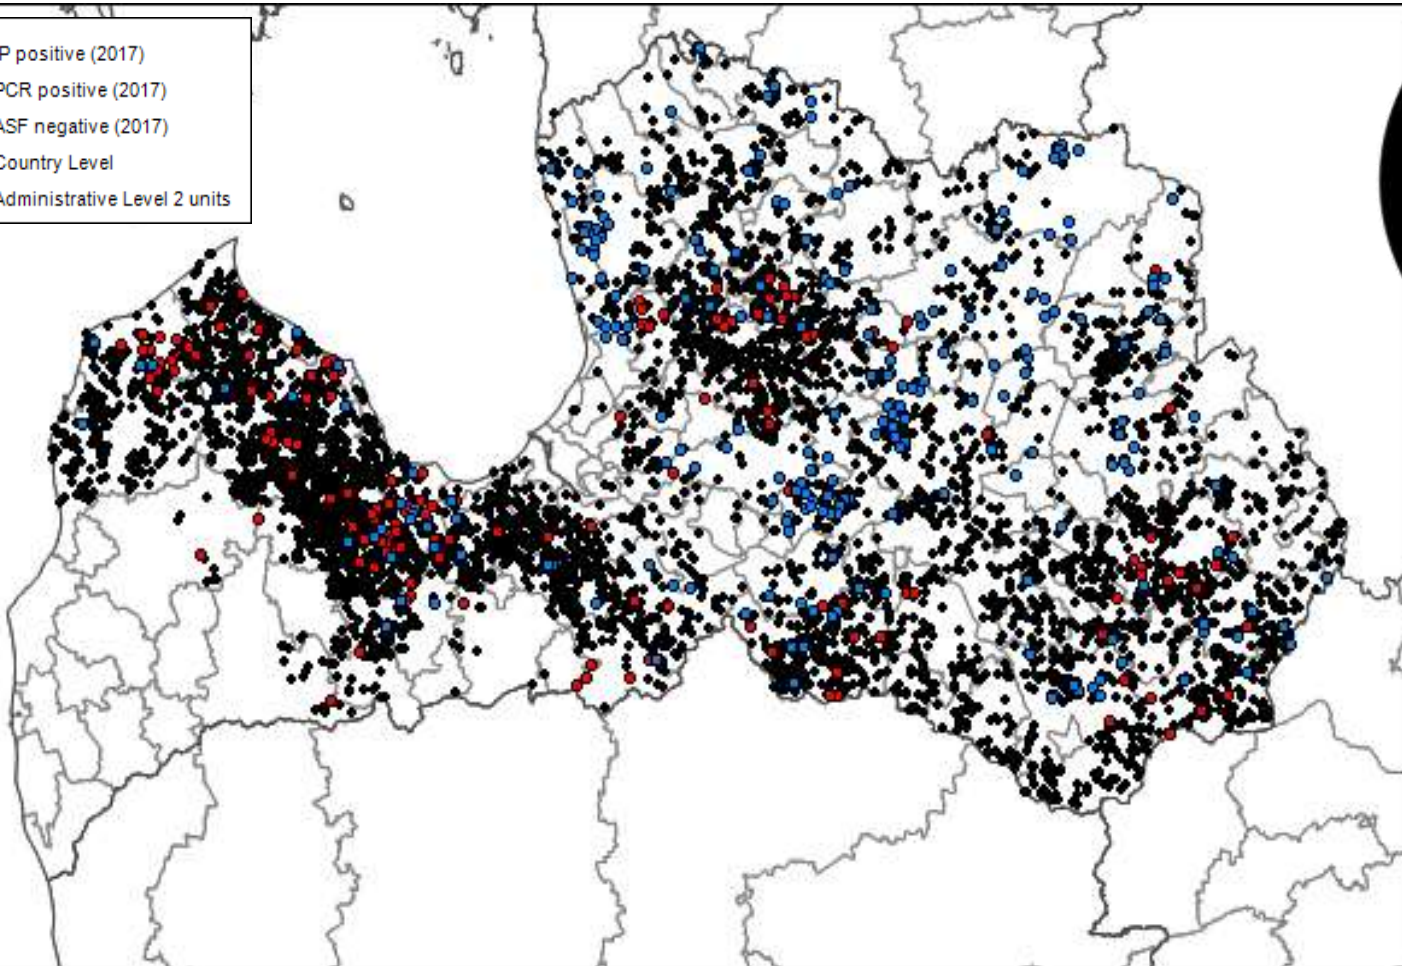 P positive (2017)
PCR positive (2017)
ASF negative (2017)
Country Level
Administrative Level 2 units